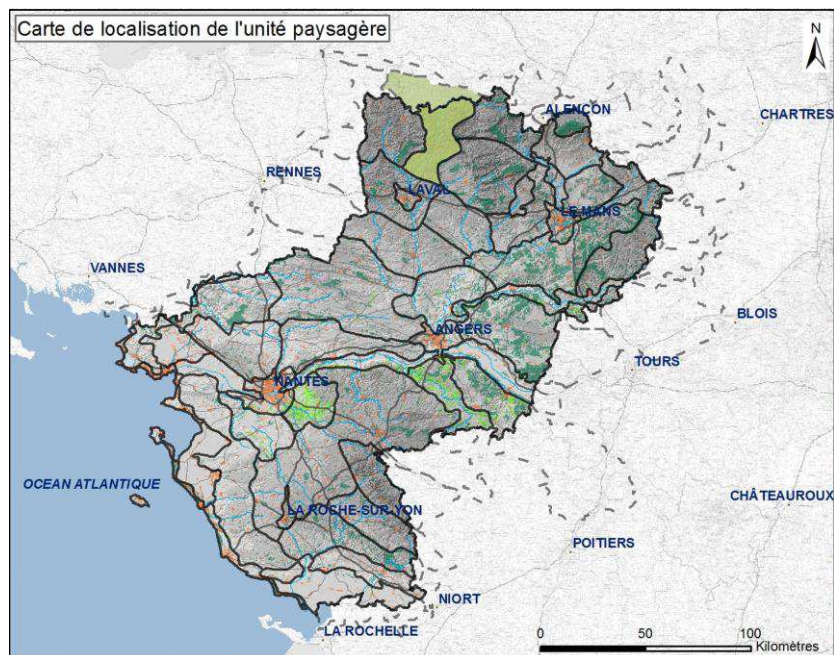 Carte de localisation de l'unité paysagère
N
ALENÇON
CHARTRES
RENNES
LAVAL
LE MANS
VANNES
BLOIS
ANGERS
TOURS
NANTES
OCEAN ATLANTIQUE
CHÂTEAUROUX
LA ROCHE-SUR-YON
POITIERS
NIORT
LA ROCHELLE
0 50 100
Kilomètres